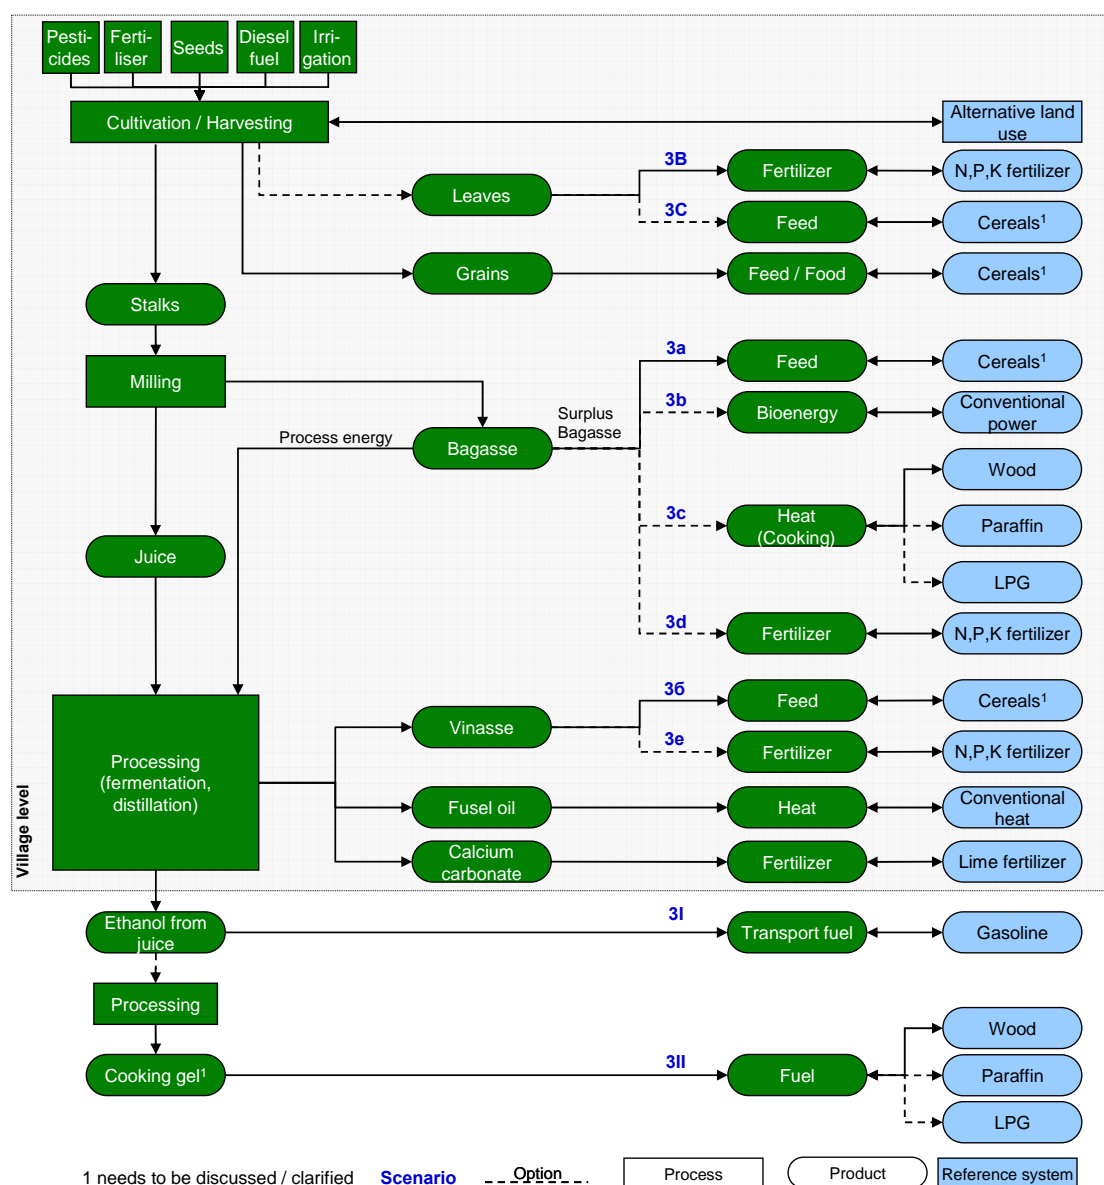 Pesti-
cides
Ferti-
liser
Seeds
Diesel
fuel
Irri-
gation
Cultivation / Harvesting
Alternative land
use
3B
Fertilizer
N,P,K fertilizer
Leaves
3C
Feed
Cereals1
Grains
Feed / Food
Cereals1
Stalks
3a
Feed
Cereals1
Milling
3b
Bioenergy
Conventional
power
Surplus
Bagasse
Process energy
Bagasse
Wood
3c
Heat
(Cooking)
Paraffin
Juice
LPG
3d
Fertilizer
N,P,K fertilizer
3б
Feed
Cereals1
Vinasse
3e
Fertilizer
N,P,K fertilizer
Processing
(fermentation,
distillation)
Fusel oil
Heat
Conventional
heat
Calcium
carbonate
Fertilizer
Lime fertilizer
Village level
Ethanol from
juice
3I
Transport fuel
Gasoline
Processing
Wood
Cooking gel1
3II
Fuel
Paraffin
LPG
1 needs to be discussed / clarified
Scenario
Option
Process
Product
Reference system